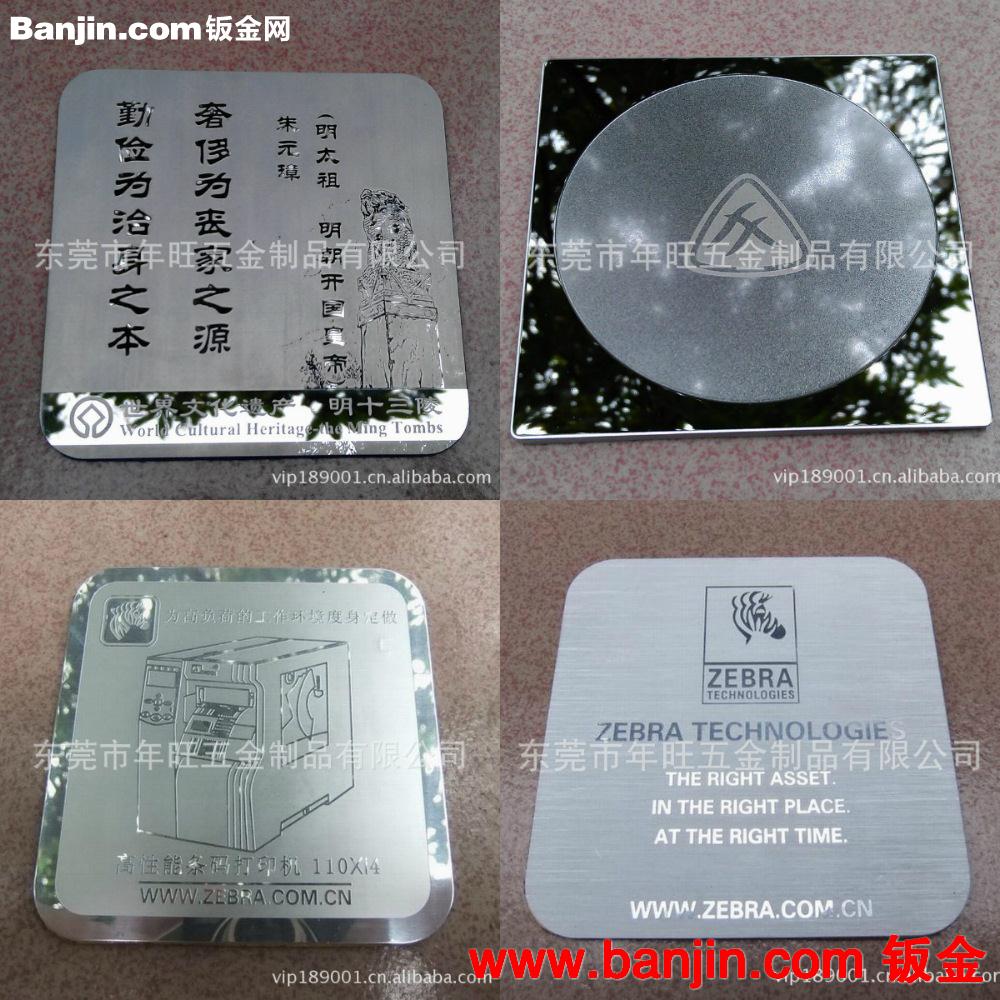 Banjin.com钣金网
奢侈为丧家之源
勤俭为治身之本
(明太祖 明朝开国皇帝)
朱元璋
东莞市年旺五金制品有限公司
世界文化遗产 明十三陵
World Cultural Heritage-the Ming Tombs
vip189001.cn.alibaba.com
东莞市年旺五金制品有限公司
vip189001.cn.alibaba.com
为高负荷的工作环境度身定做
东莞市年旺五金制品有限公司
高性能条码打印机 110Xi4
WWW.ZEBRA.COM.CN
vip189001.cn.alibaba.com
ZEBRA
TECHNOLOGIES
ZEBRA TECHNOLOGIES
东莞市年旺五金制品有限公司
THE RIGHT ASSET.
IN THE RIGHT PLACE.
AT THE RIGHT TIME.
WWW.ZEBRA.COM.CN
www.banjin.com 钣金
vip189001.cn.alibaba.com